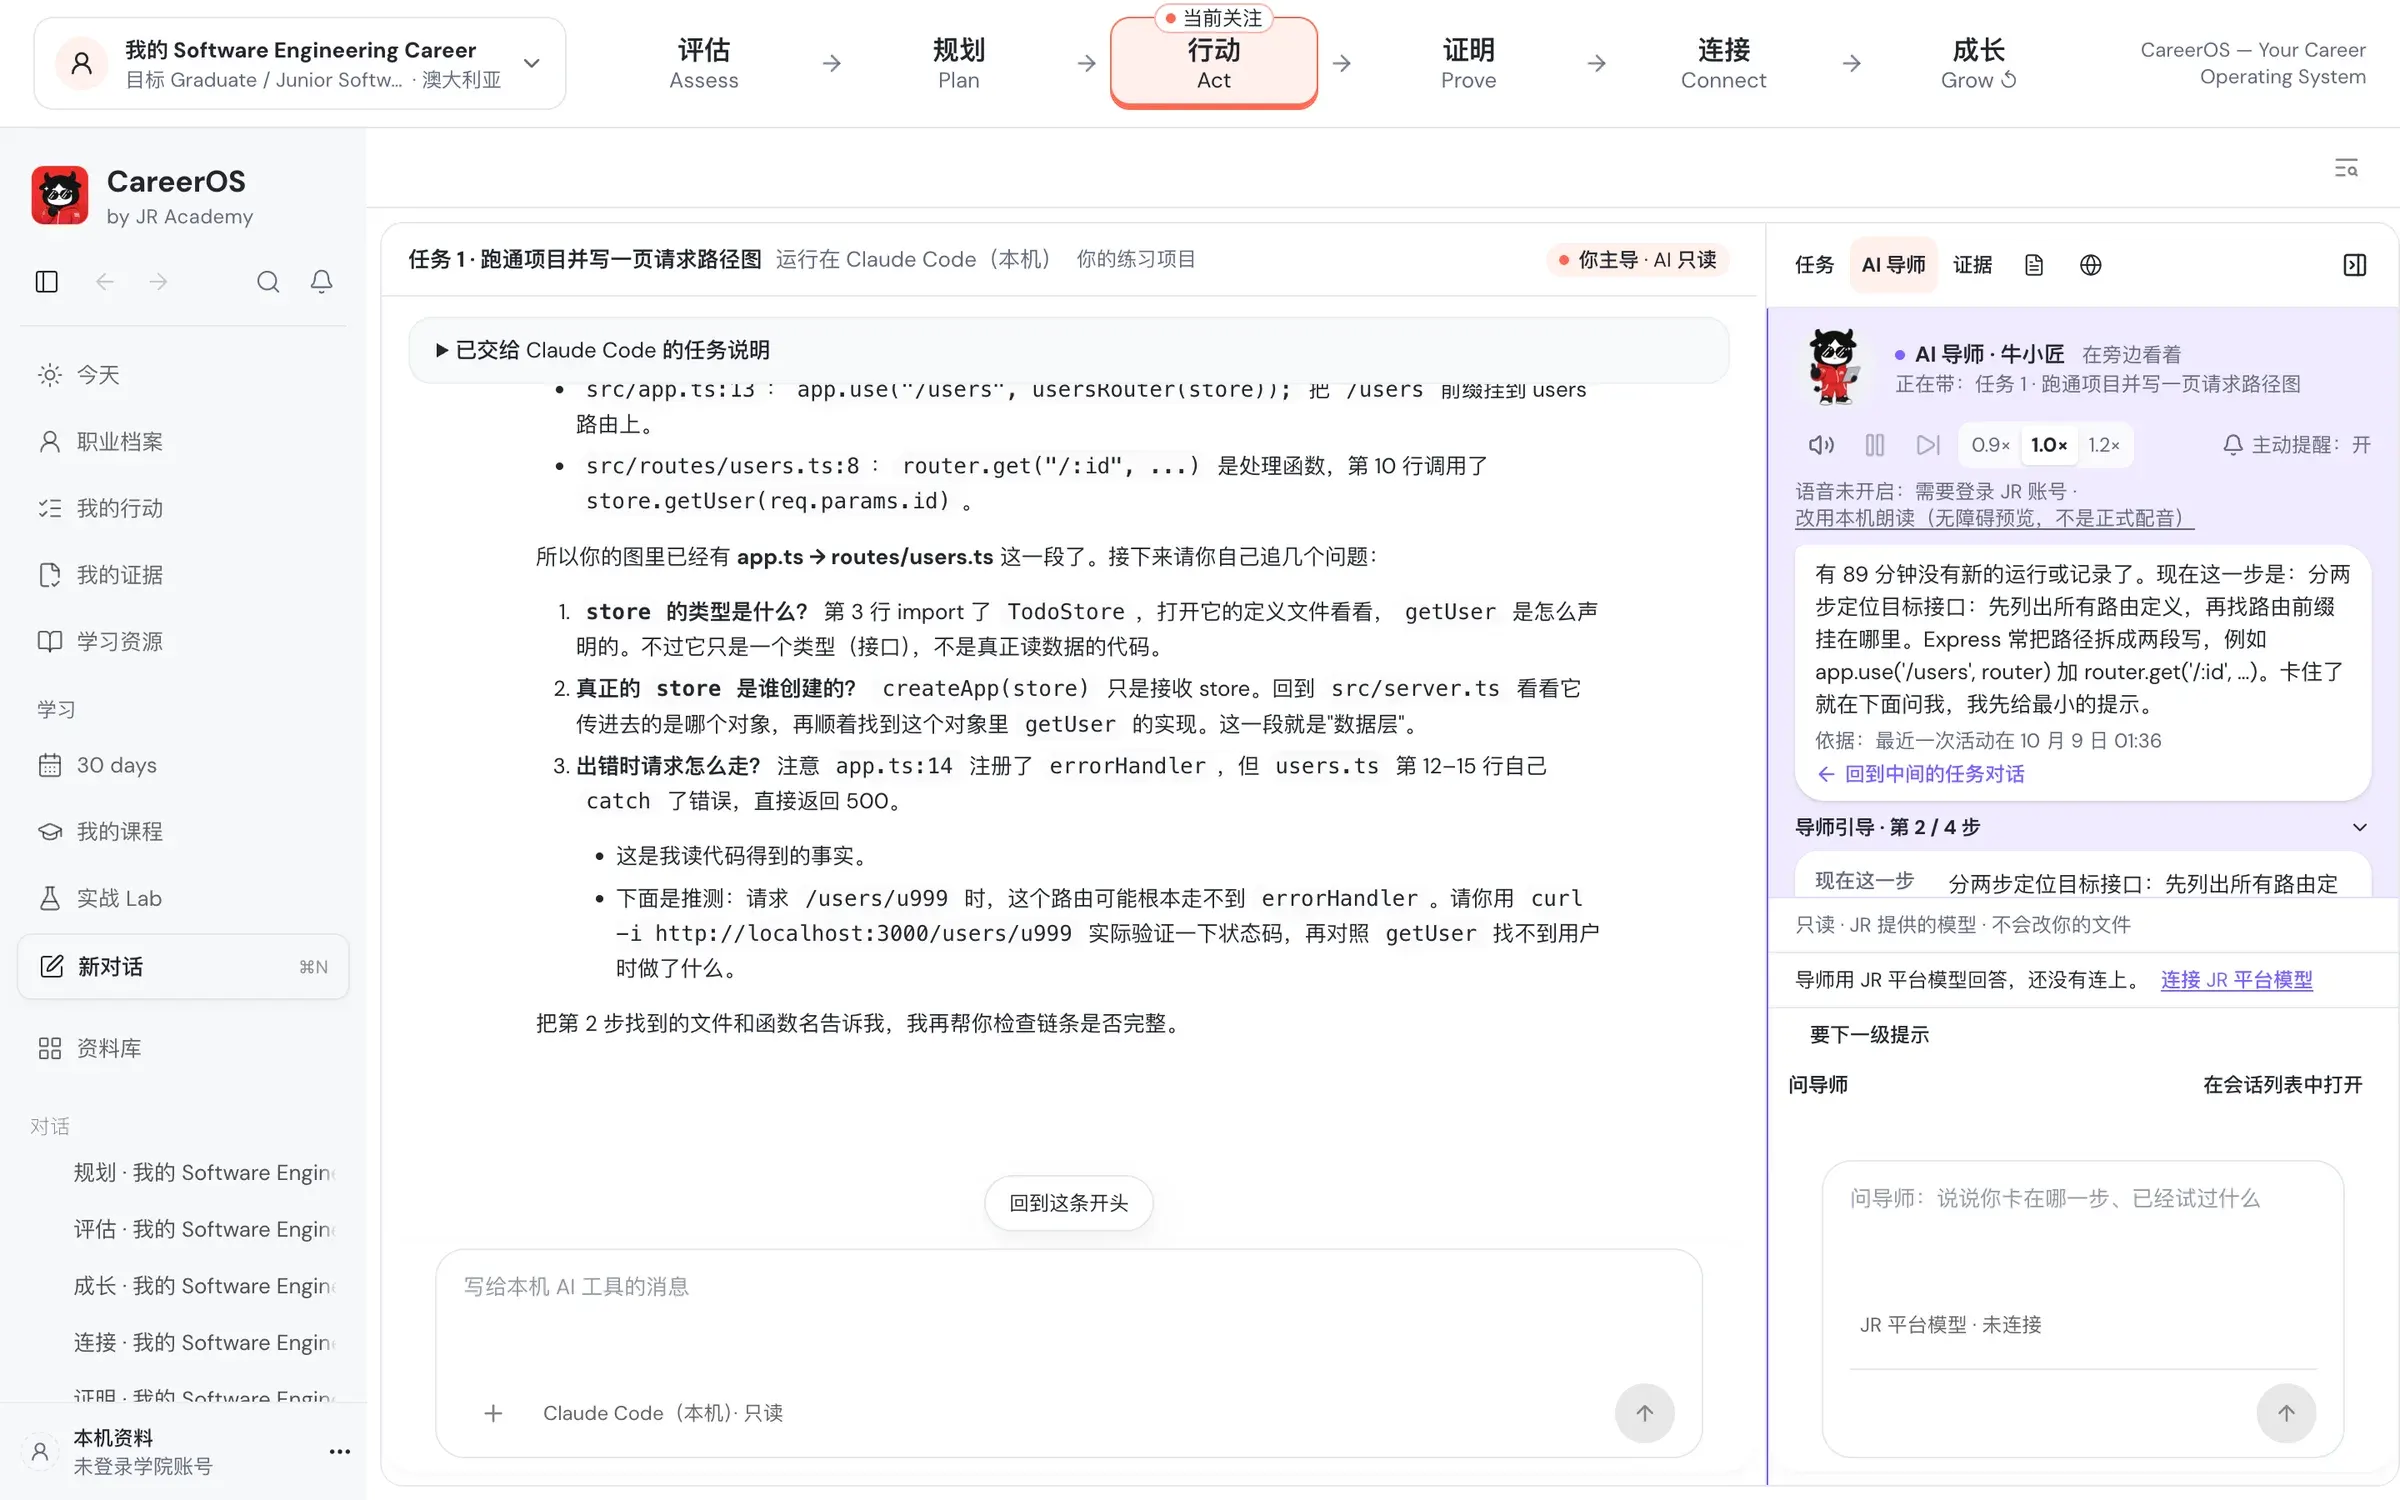 我的 Software Engineering Career
目标 Graduate / Junior Softw... · 澳大利亚
评估
Assess
规划
Plan
当前关注
行动
Act
证明
Prove
连接
Connect
成长
Grow
CareerOS — Your Career
Operating System
CareerOS
by JR Academy
今天
职业档案
我的行动
我的证据
学习资源
学习
30 days
我的课程
实战 Lab
新对话 ⌘N
资料库
对话
规划 · 我的 Software Engine
评估 · 我的 Software Engine
成长 · 我的 Software Engine
连接 · 我的 Software Engine
证明 · 我的 Software Engine
本机资料
未登录学院账号
任务 1 · 跑通项目并写一页请求路径图 运行在 Claude Code（本机） 你的练习项目
你主导 · AI 只读
▶ 已交给 Claude Code 的任务说明
• src/app.ts:13 : app.use("/users", usersRouter(store)); 把 /users 前缀挂到 users
路由上。
• src/routes/users.ts:8 : router.get("/:id", ...) 是处理函数，第 10 行调用了
store.getUser(req.params.id) 。
所以你的图里已经有 app.ts → routes/users.ts 这一段了。接下来请你自己追几个问题：
1. store 的类型是什么？ 第 3 行 import 了 TodoStore ，打开它的定义文件看看， getUser 是怎么声
明的。不过它只是一个类型（接口），不是真正读数据的代码。
2. 真正的 store 是谁创建的？ createApp(store) 只是接收 store。回到 src/server.ts 看看它
传进去的是哪个对象，再顺着找到这个对象里 getUser 的实现。这一段就是"数据层"。
3. 出错时请求怎么走？ 注意 app.ts:14 注册了 errorHandler ，但 users.ts 第 12–15 行自己
catch 了错误，直接返回 500。
• 这是我读代码得到的事实。
• 下面是推测：请求 /users/u999 时，这个路由可能根本走不到 errorHandler 。请你用 curl
-i http://localhost:3000/users/u999 实际验证一下状态码，再对照 getUser 找不到用户
时做了什么。
把第 2 步找到的文件和函数名告诉我，我再帮你检查链条是否完整。
回到这条开头
写给本机 AI 工具的消息
Claude Code（本机）· 只读
任务 AI 导师 证据
AI 导师 · 牛小匠 在旁边看着
正在带：任务 1 · 跑通项目并写一页请求路径图
0.9× 1.0× 1.2× 主动提醒：开
语音未开启：需要登录 JR 账号 ·
改用本机朗读（无障碍预览，不是正式配音）
有 89 分钟没有新的运行或记录了。现在这一步是：分两
步定位目标接口：先列出所有路由定义，再找路由前缀
挂在哪里。Express 常把路径拆成两段写，例如
app.use('/users', router) 加 router.get('/:id', …)。卡住了
就在下面问我，我先给最小的提示。
依据：最近一次活动在 10 月 9 日 01:36
← 回到中间的任务对话
导师引导 · 第 2 / 4 步
现在这一步 分两步定位目标接口：先列出所有路由定
只读 · JR 提供的模型 · 不会改你的文件
导师用 JR 平台模型回答，还没有连上。 连接 JR 平台模型
要下一级提示
问导师 在会话列表中打开
问导师：说说你卡在哪一步、已经试过什么
JR 平台模型 · 未连接